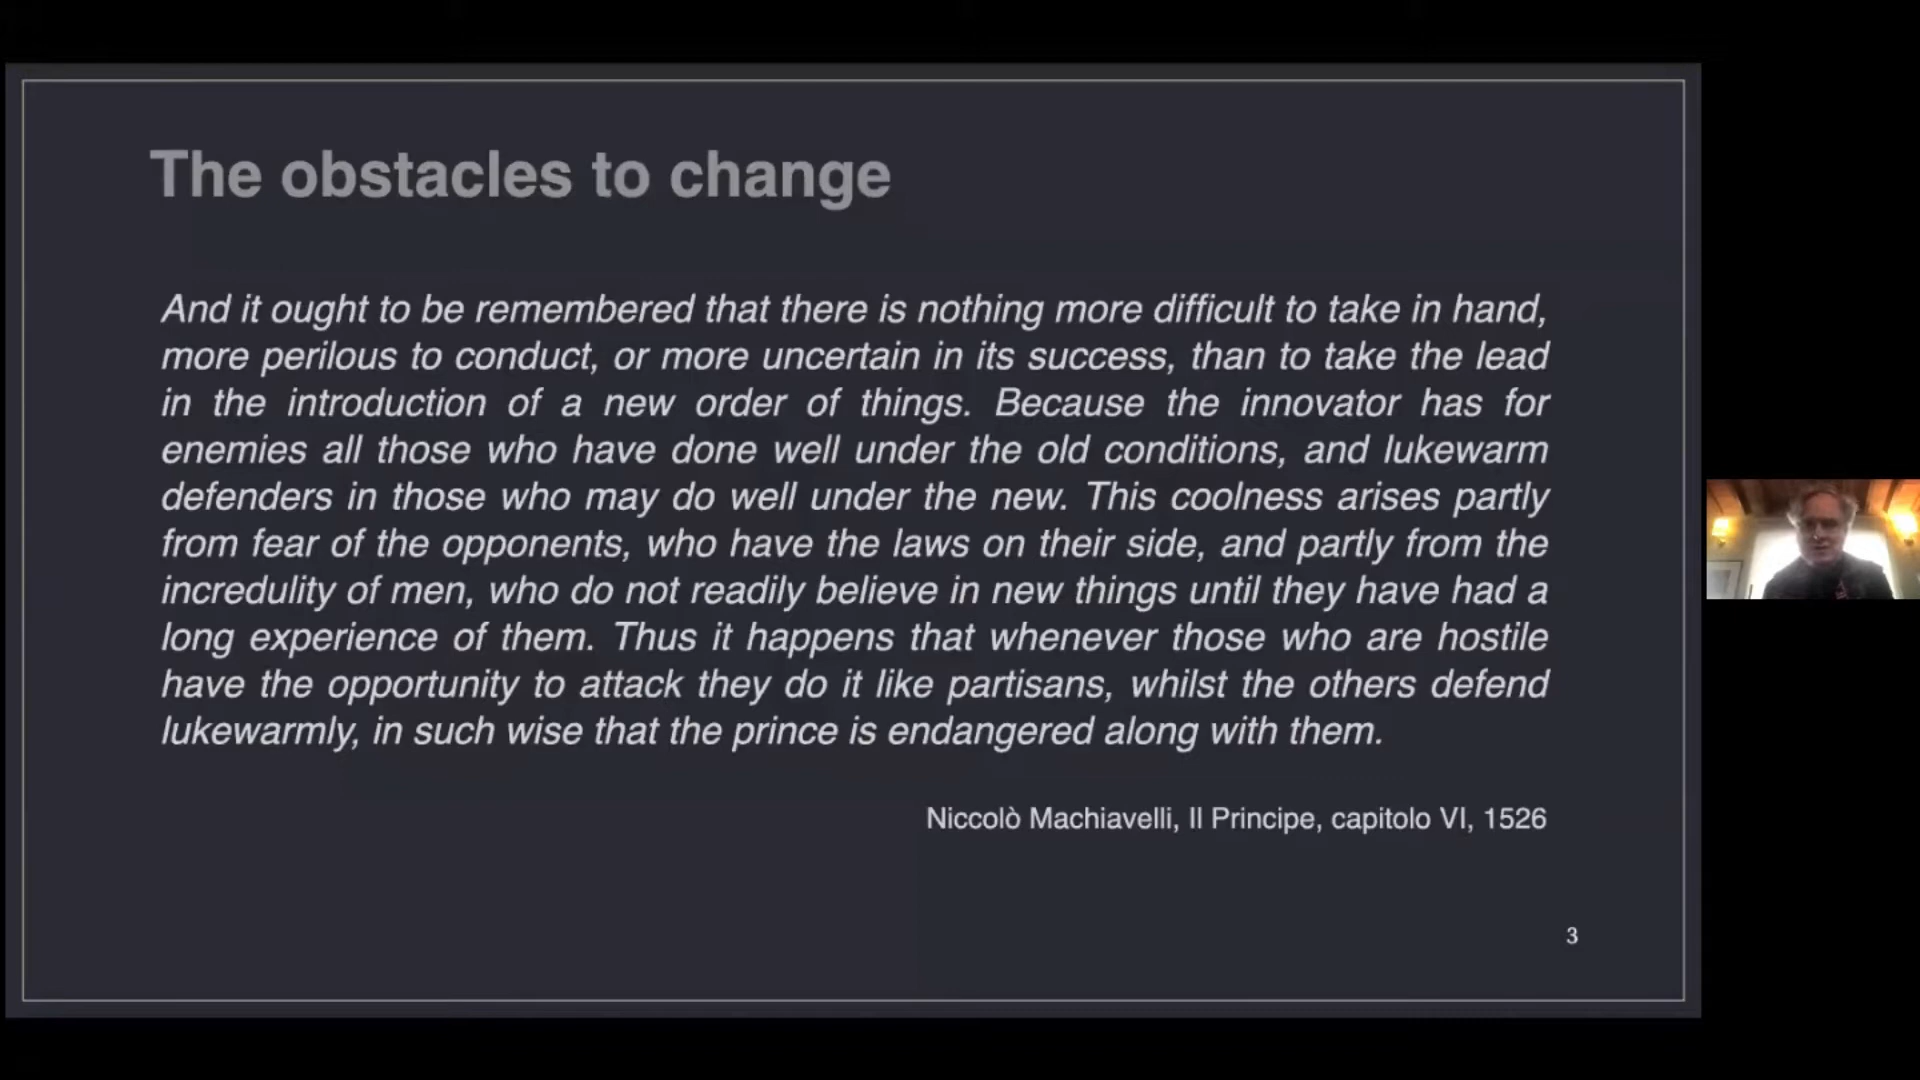 The obstacles to change
And it ought to be remembered that there is nothing more difficult to take in hand,
more perilous to conduct, or more uncertain in its success, than to take the lead
in the introduction of a new order of things. Because the innovator has for
enemies all those who have done well under the old conditions, and lukewarm
defenders in those who may do well under the new. This coolness arises partly
from fear of the opponents, who have the laws on their side, and partly from the
incredulity of men, who do not readily believe in new things until they have had a
long experience of them. Thus it happens that whenever those who are hostile
have the opportunity to attack they do it like partisans, whilst the others defend
lukewarmly, in such wise that the prince is endangered along with them.
Niccolò Machiavelli, Il Principe, capitolo VI, 1526
3